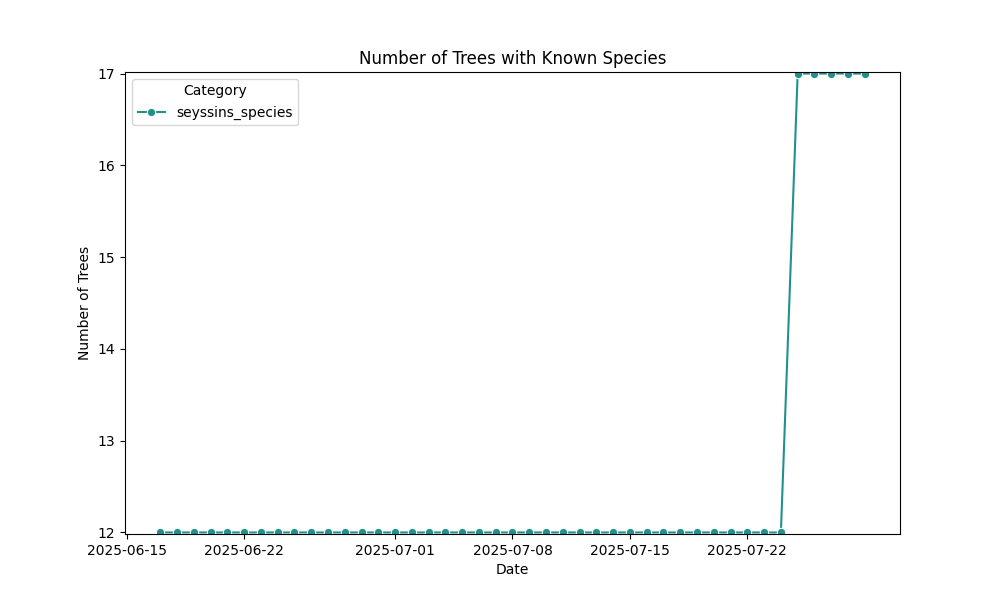 Number of Trees with Known Species
17
16
15
14
13
12
Number of Trees
Category
seyssins_species
2025-06-15
2025-06-22
2025-07-01
2025-07-08
2025-07-15
2025-07-22
Date